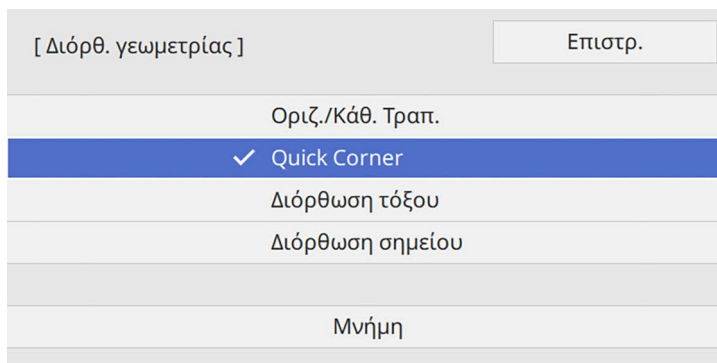 [ Διόρθ. γεωμετρίας ]
Επιστρ.
Οριζ./Κάθ. Τραπ.
Quick Corner
Διόρθωση τόξου
Διόρθωση σημείου
Μνήμη